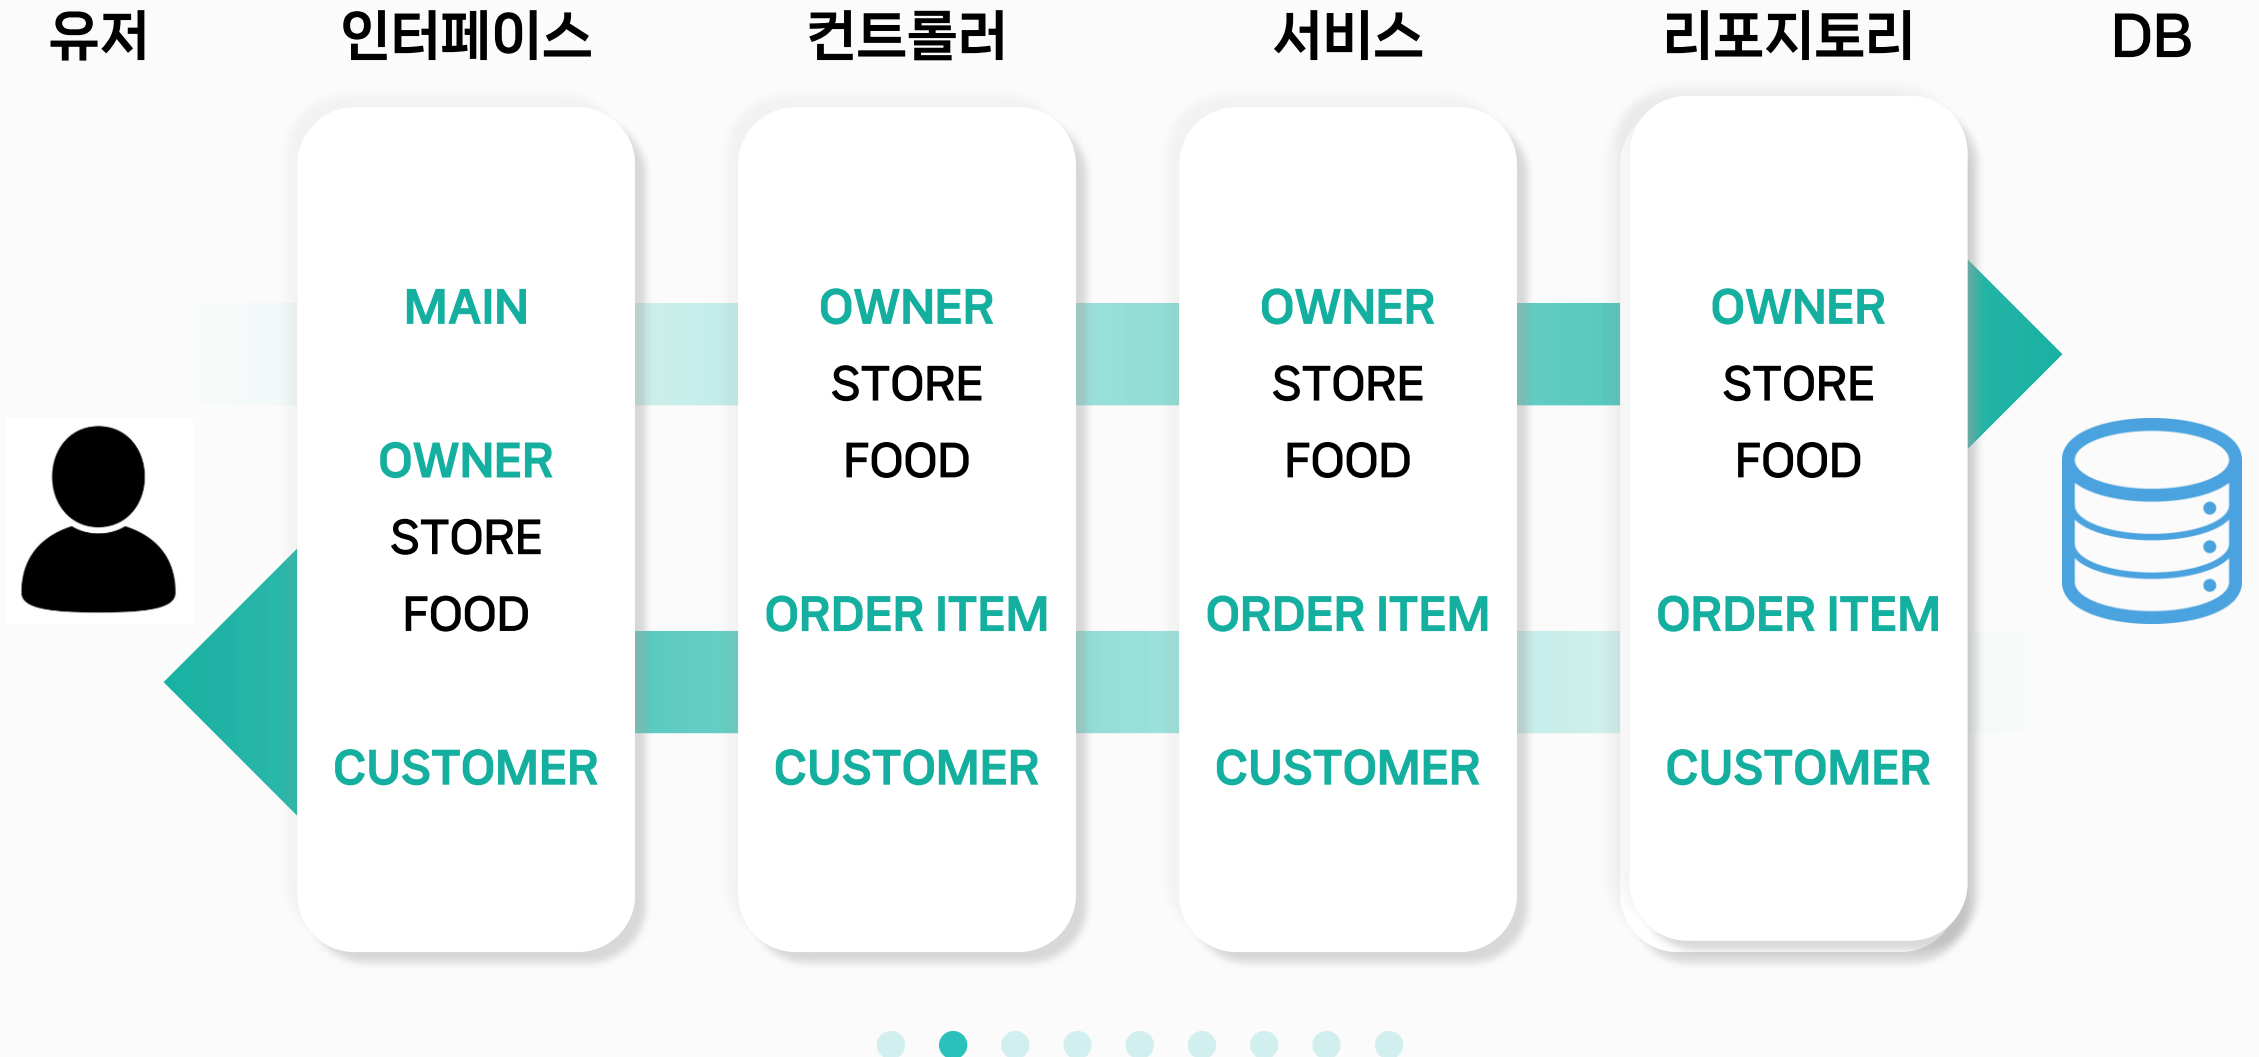 유저
인터페이스
컨트롤러
서비스
리포지토리
DB
MAIN
OWNER
STORE
FOOD
CUSTOMER
OWNER
STORE
FOOD
ORDER ITEM
CUSTOMER
OWNER
STORE
FOOD
ORDER ITEM
CUSTOMER
OWNER
STORE
FOOD
ORDER ITEM
CUSTOMER